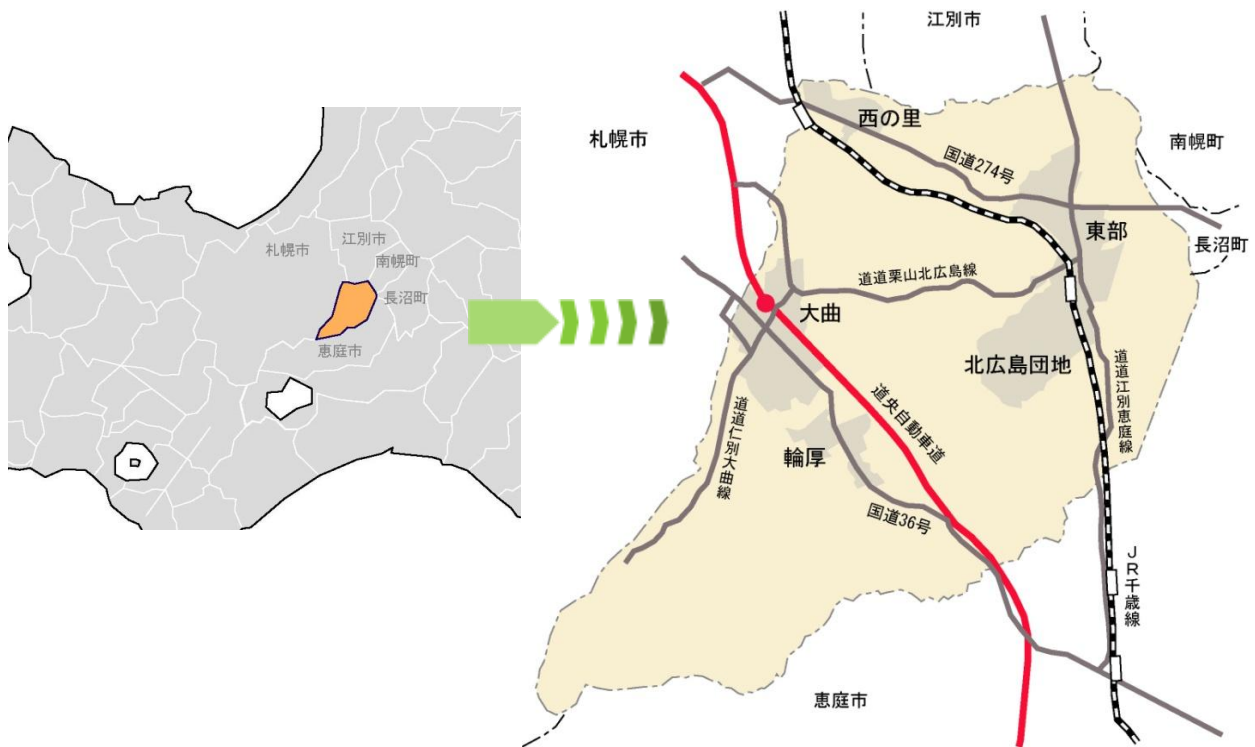 札幌市
江別市
南幌町
長沼町
恵庭市
江別市
札幌市
西の里
国道274号
南幌町
東部
長沼町
道道栗山北広島線
大曲
北広島団地
道道江別恵庭線
道央自動車道
道道仁別大曲線
輪厚
国道36号
JR千歳線
恵庭市